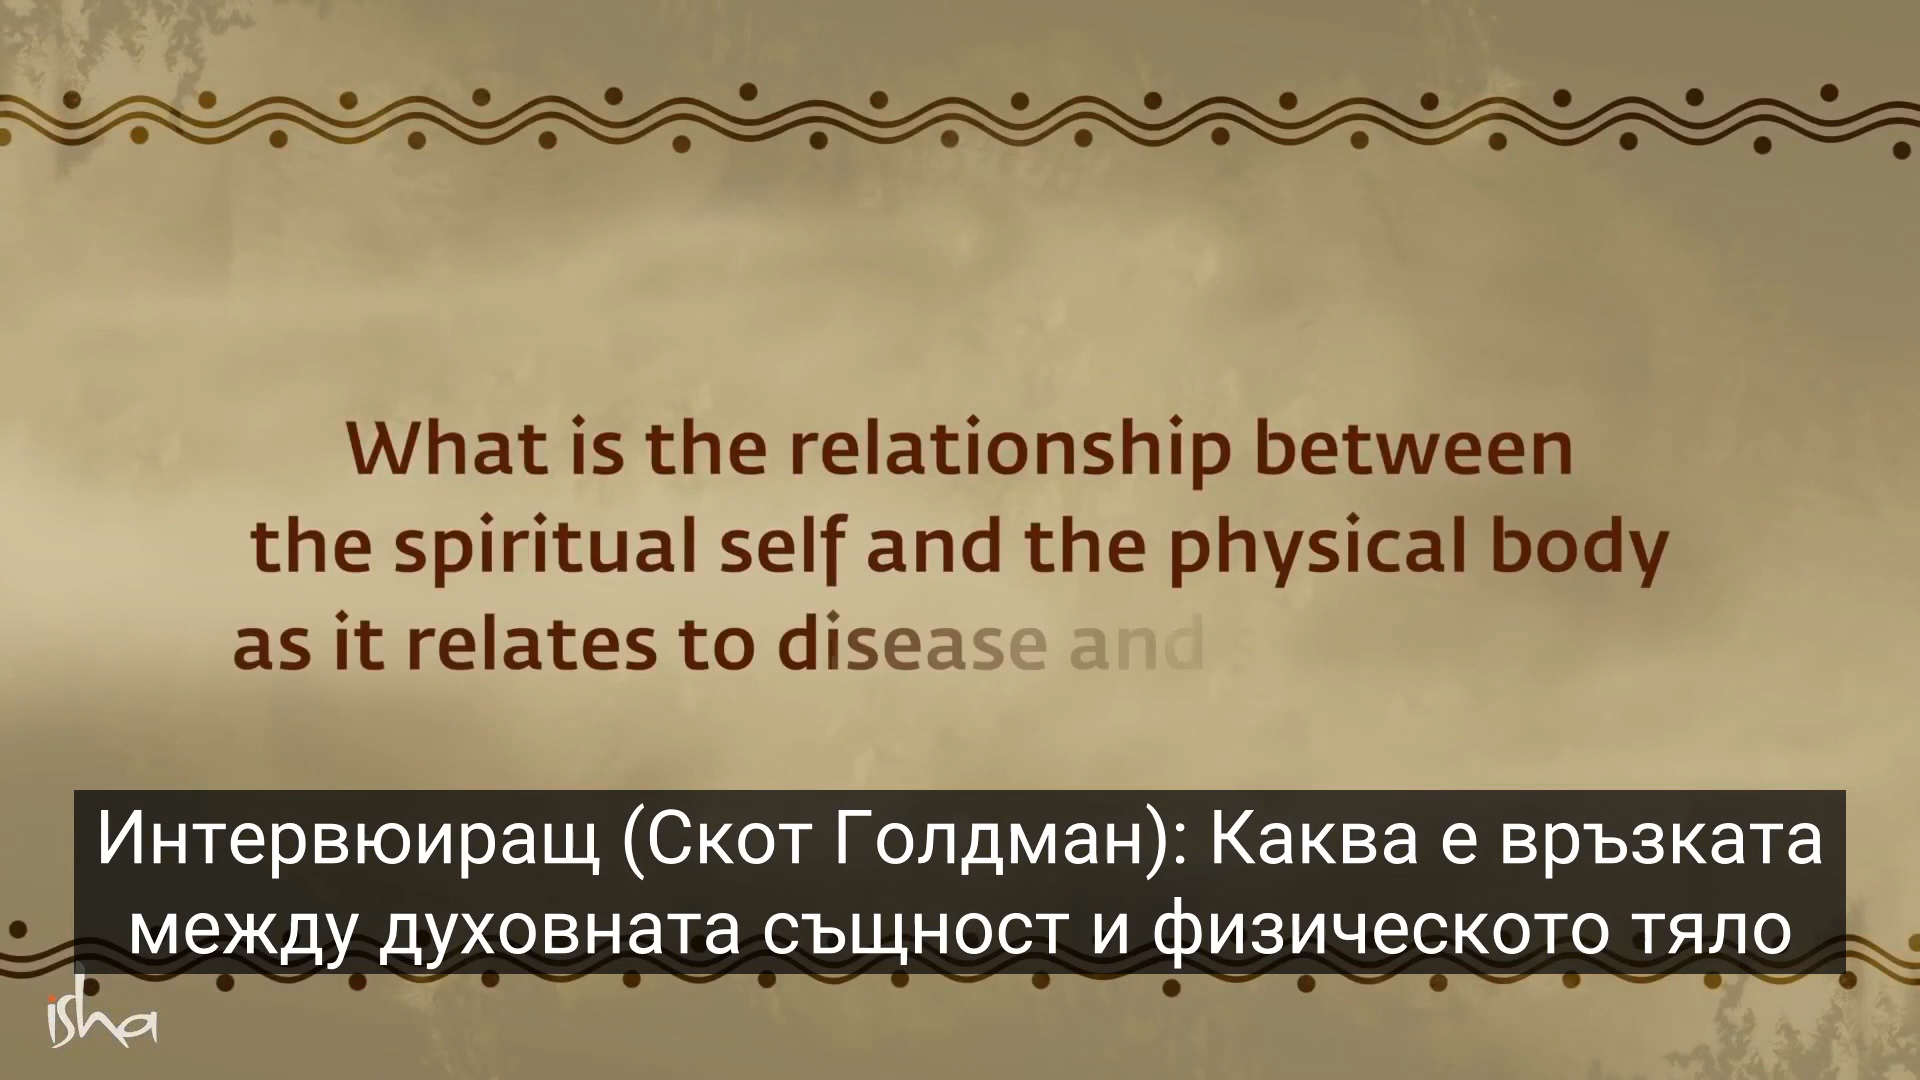 What is the relationship between
the spiritual self and the physical body
as it relates to disease and
Интервюиращ (Скот Голдман): Каква е връзката
между духовната същност и физическото тяло
isha